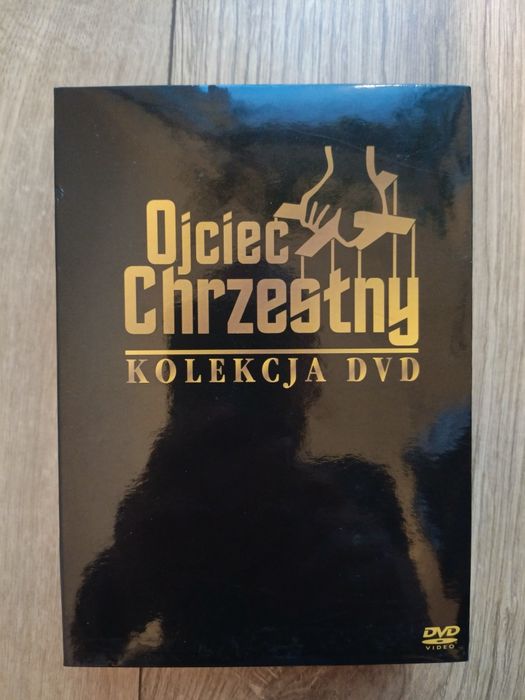 Ojciec
Chrzestny
KOLEKCJA DVD
DVD
VIDEO